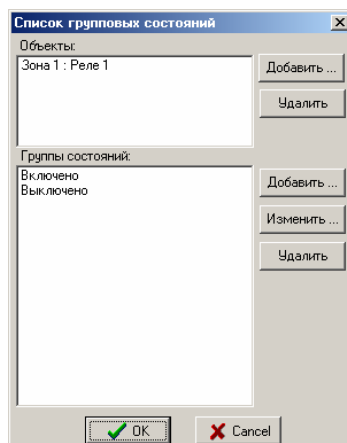 Список групповых состояний
Объекты:
Зона 1 : Реле 1
Добавить ...
Удалить
Группы состояний:
Включено
Выключено
Добавить ...
Изменить ...
Удалить
OK
Cancel